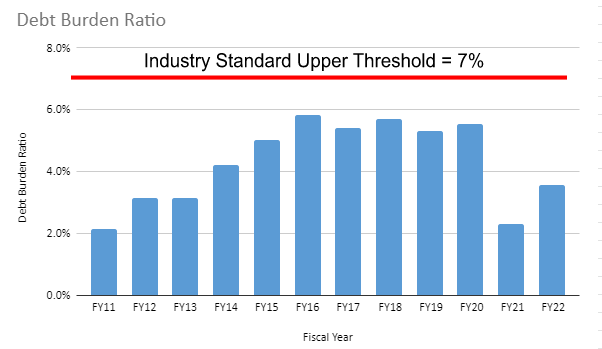 Debt Burden Ratio
8.0%
Industry Standard Upper Threshold = 7%
6.0%
4.0%
2.0%
0.0%
Debt Burden Ratio
FY11 FY12 FY13 FY14 FY15 FY16 FY17 FY18 FY19 FY20 FY21 FY22
Fiscal Year